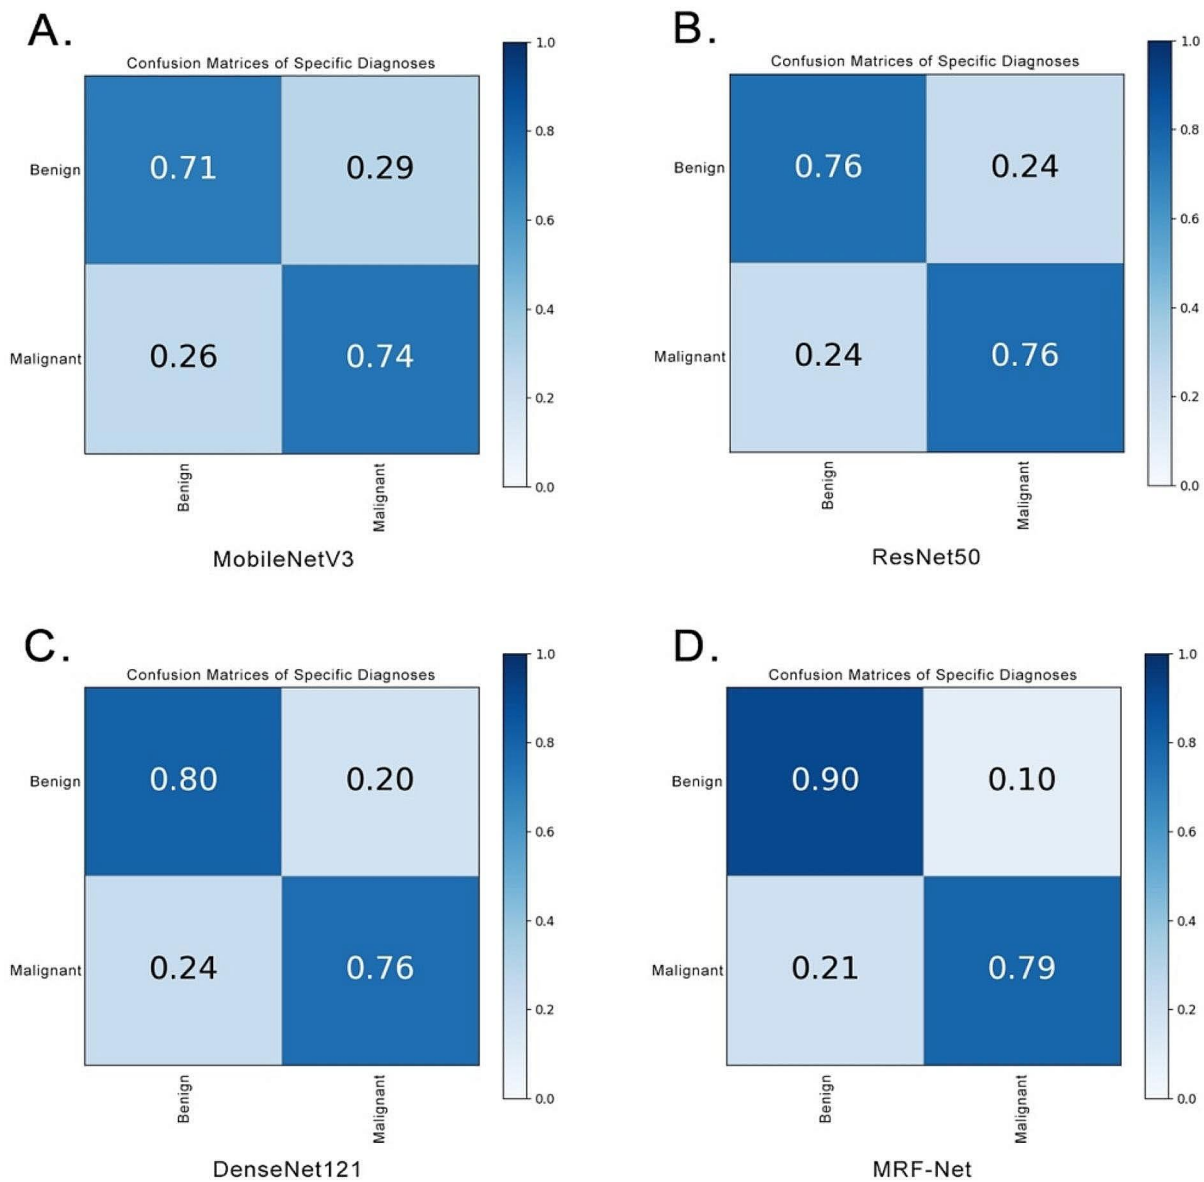 A.
Confusion Matrices of Specific Diagnoses
1.0
0.8
0.6
0.4
0.2
0.0
Benign
0.71
0.29
Malignant
0.26
0.74
Benign
Malignant
MobileNetV3
B.
Confusion Matrices of Specific Diagnoses
1.0
0.8
0.6
0.4
0.2
0.0
Benign
0.76
0.24
Malignant
0.24
0.76
Benign
Malignant
ResNet50
C.
Confusion Matrices of Specific Diagnoses
1.0
0.8
0.6
0.4
0.2
0.0
Benign
0.80
0.20
Malignant
0.24
0.76
Benign
Malignant
DenseNet121
D.
Confusion Matrices of Specific Diagnoses
1.0
0.8
0.6
0.4
0.2
0.0
Benign
0.90
0.10
Malignant
0.21
0.79
Benign
Malignant
MRF-Net